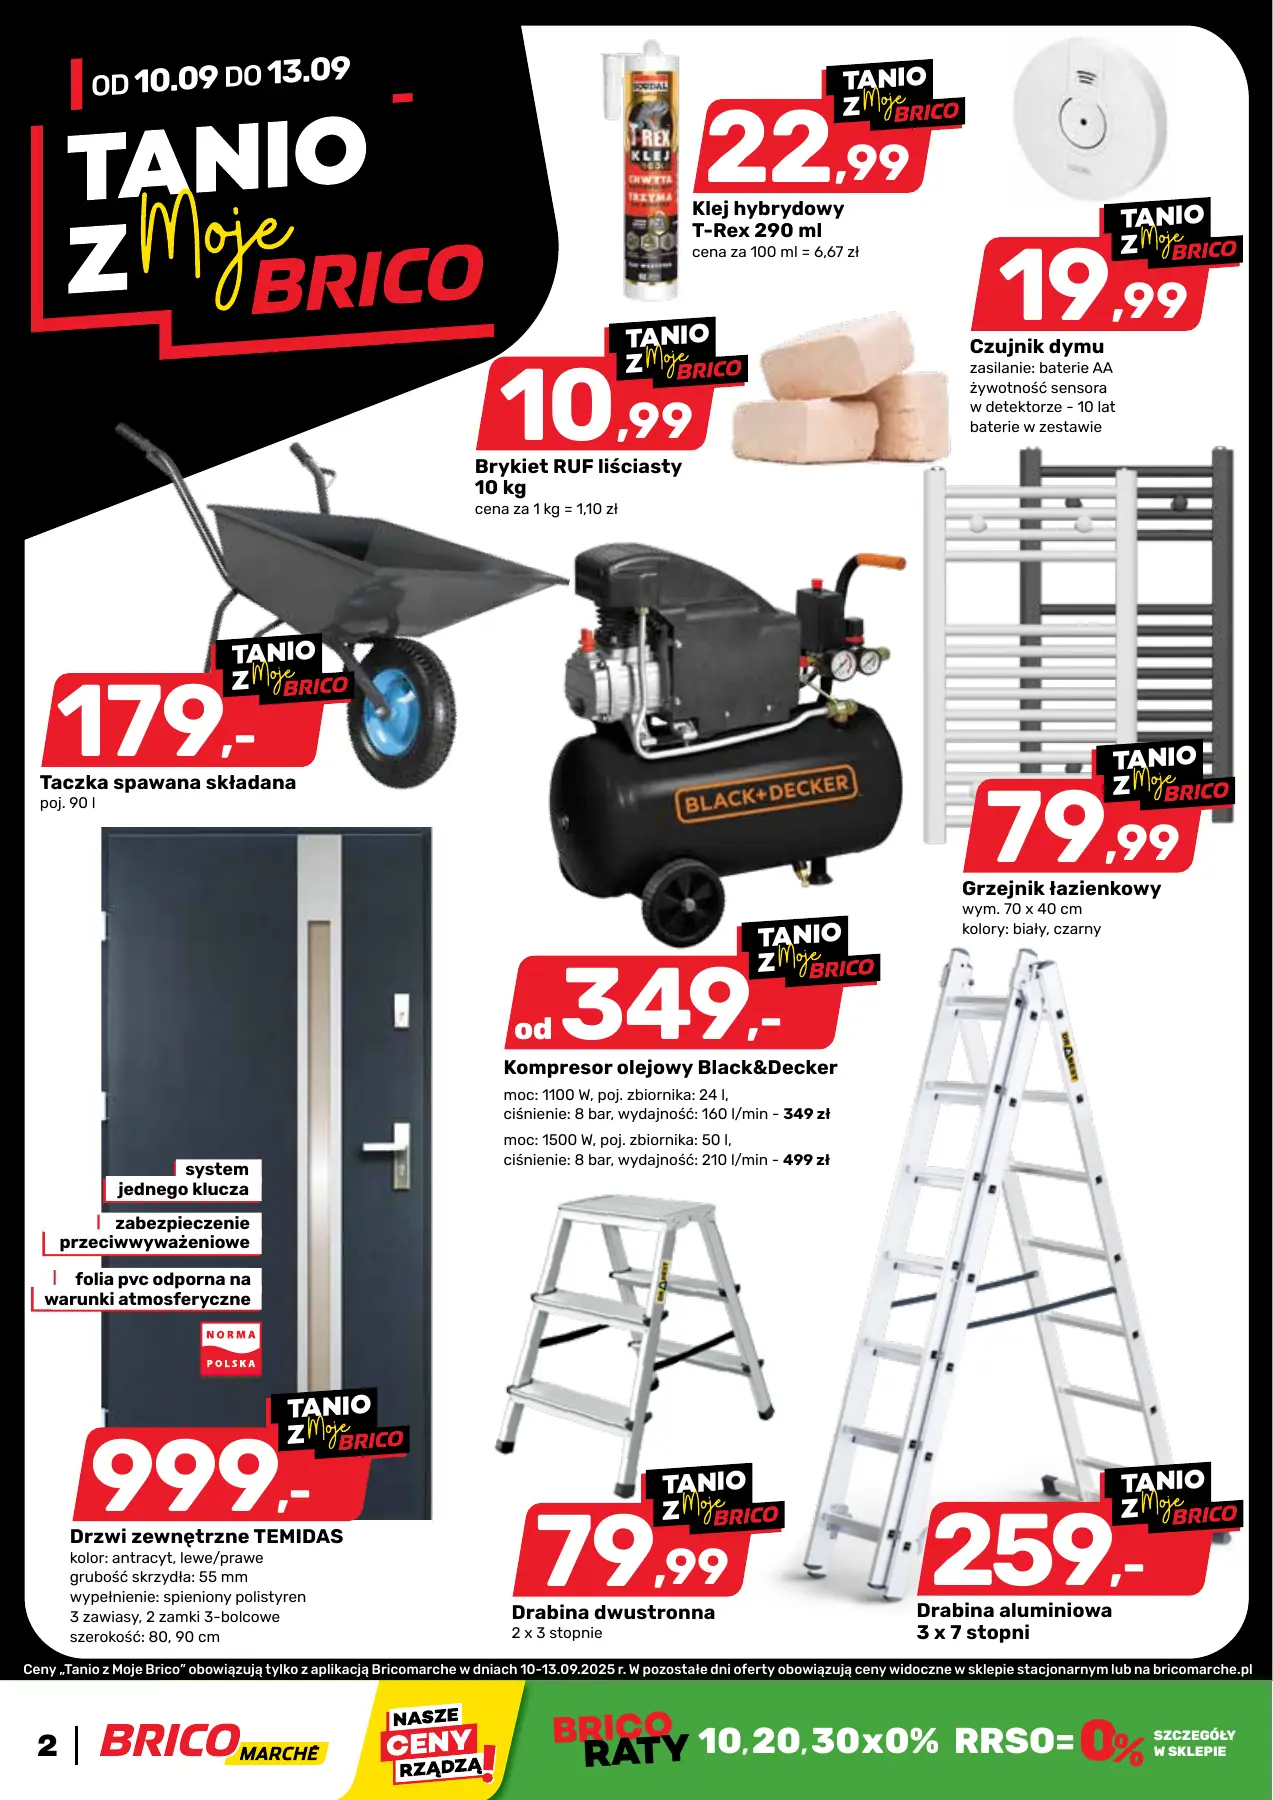 OD 10.09 DO 13.09
TANIO
Z Moje
BRICO
SOUDAL
T-REX
KLEJ
CHWYTA
TRZYMA
22,99
TANIO
Z Moje BRICO
Klej hybrydowy
T-Rex 290 ml
cena za 100 ml = 6,67 zł
TANIO
Z Moje BRICO
19,99
Czujnik dymu
zasilanie: baterie AA
żywotność sensora
w detektorze - 10 lat
baterie w zestawie
TANIO
Z Moje BRICO
10,99
Brykiet RUF liściasty
10 kg
cena za 1 kg = 1,10 zł
TANIO
Z Moje BRICO
179,-
Taczka spawana składana
poj. 90 l
BLACK+DECKER
TANIO
Z Moje BRICO
79,99
Grzejnik łazienkowy
wym. 70 x 40 cm
kolory: biały, czarny
TANIO
Z Moje BRICO
od 349,-
Kompresor olejowy Black&Decker
moc: 1100 W, poj. zbiornika: 24 l,
ciśnienie: 8 bar, wydajność: 160 l/min - 349 zł
moc: 1500 W, poj. zbiornika: 50 l,
ciśnienie: 8 bar, wydajność: 210 l/min - 499 zł
system
jednego klucza
zabezpieczenie
przeciwwyważeniowe
folia pvc odporna na
warunki atmosferyczne
NORMA
POLSKA
TANIO
Z Moje BRICO
999,-
Drzwi zewnętrzne TEMIDAS
kolor: antracyt, lewe/prawe
grubość skrzydła: 55 mm
wypełnienie: spieniony polistyren
3 zawiasy, 2 zamki 3-bolcowe
szerokość: 80, 90 cm
DRABEST
TANIO
Z Moje BRICO
79,99
Drabina dwustronna
2 x 3 stopnie
DRABEST
TANIO
Z Moje BRICO
259,-
Drabina aluminiowa
3 x 7 stopni
Ceny „Tanio z Moje Brico” obowiązują tylko z aplikacją Bricomarche w dniach 10-13.09.2025 r. W pozostałe dni oferty obowiązują ceny widoczne w sklepie stacjonarnym lub na bricomarche.pl
2
BRICO
MARCHÉ
NASZE
CENY
RZĄDZĄ!
BRICO
RATY
10, 20, 30x0% RRSO=0%
SZCZEGÓŁY
W SKLEPIE